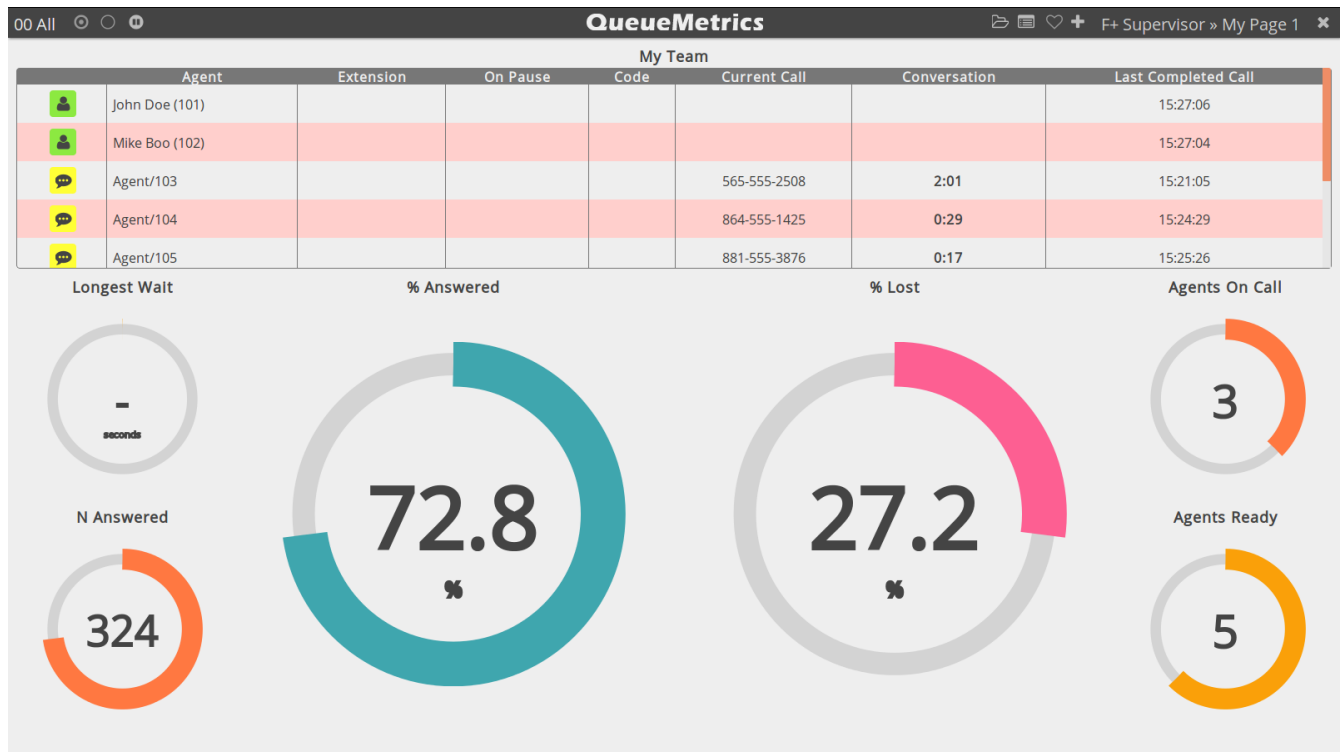 00 All QueueMetrics F+ Supervisor » My Page 1
My Team
Agent Extension On Pause Code Current Call Conversation Last Completed Call
John Doe (101) 15:27:06
Mike Boo (102) 15:27:04
Agent/103 565-555-2508 2:01 15:21:05
Agent/104 864-555-1425 0:29 15:24:29
Agent/105 881-555-3876 0:17 15:25:26
Longest Wait % Answered % Lost Agents On Call
-
seconds
3
72.8
%
27.2
%
N Answered Agents Ready
324
5